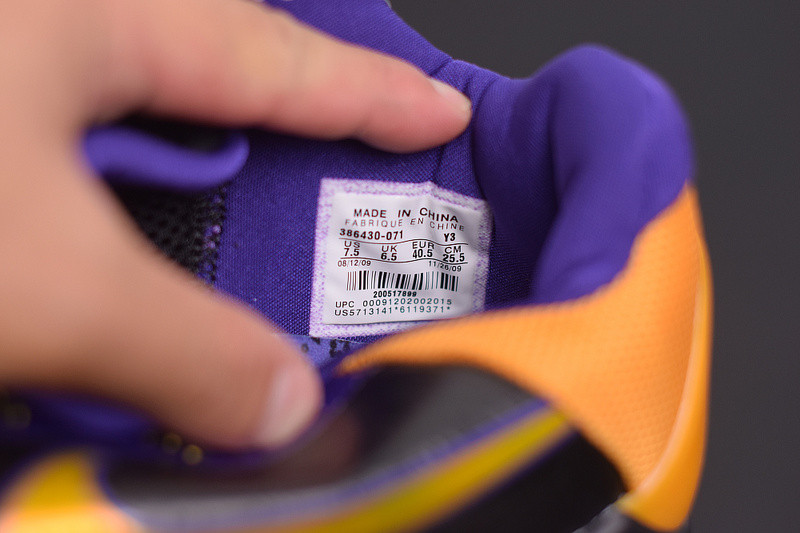 MADE IN CHINA
FABRIQUE EN CHINE
386430-071 Y3
US UK EUR CM
7.5 6.5 40.5 25.5
08/12/09 11/26/09
200517899
UPC 00091202002015
US5713141*6119371*